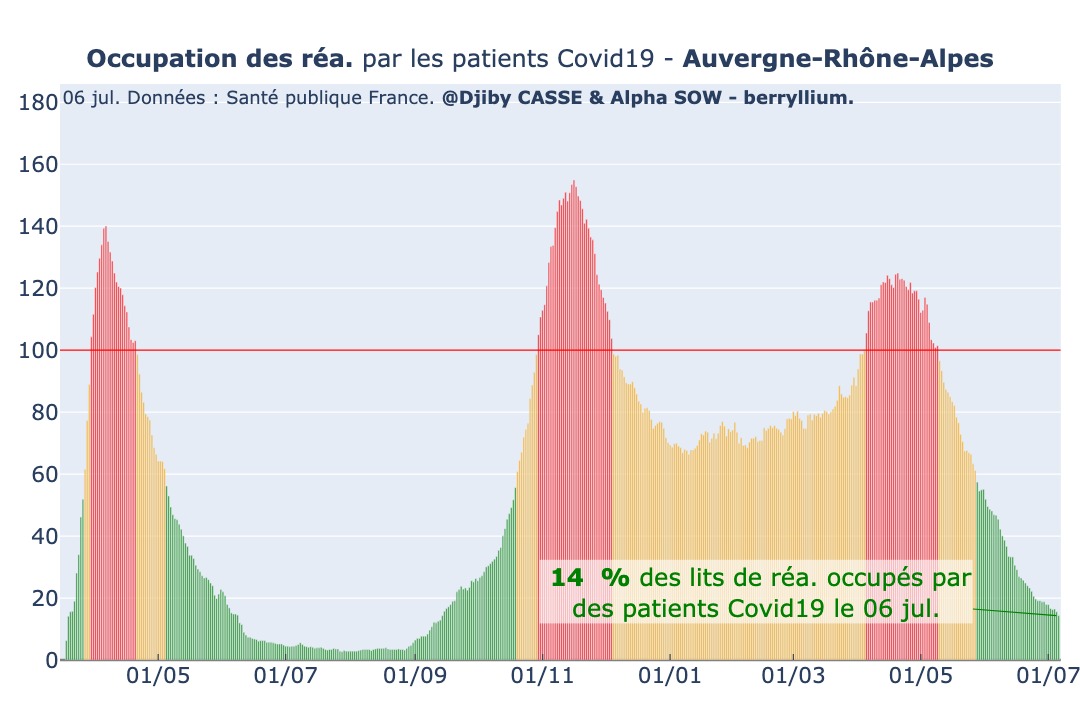 Occupation des réa. par les patients Covid19 - Auvergne-Rhône-Alpes
06 jul. Données : Santé publique France. @Djiby CASSE & Alpha SOW - berryllium.
180
160
140
120
100
80
60
40
20
0
14 % des lits de réa. occupés par
des patients Covid19 le 06 jul.
01/05 01/07 01/09 01/11 01/01 01/03 01/05 01/07